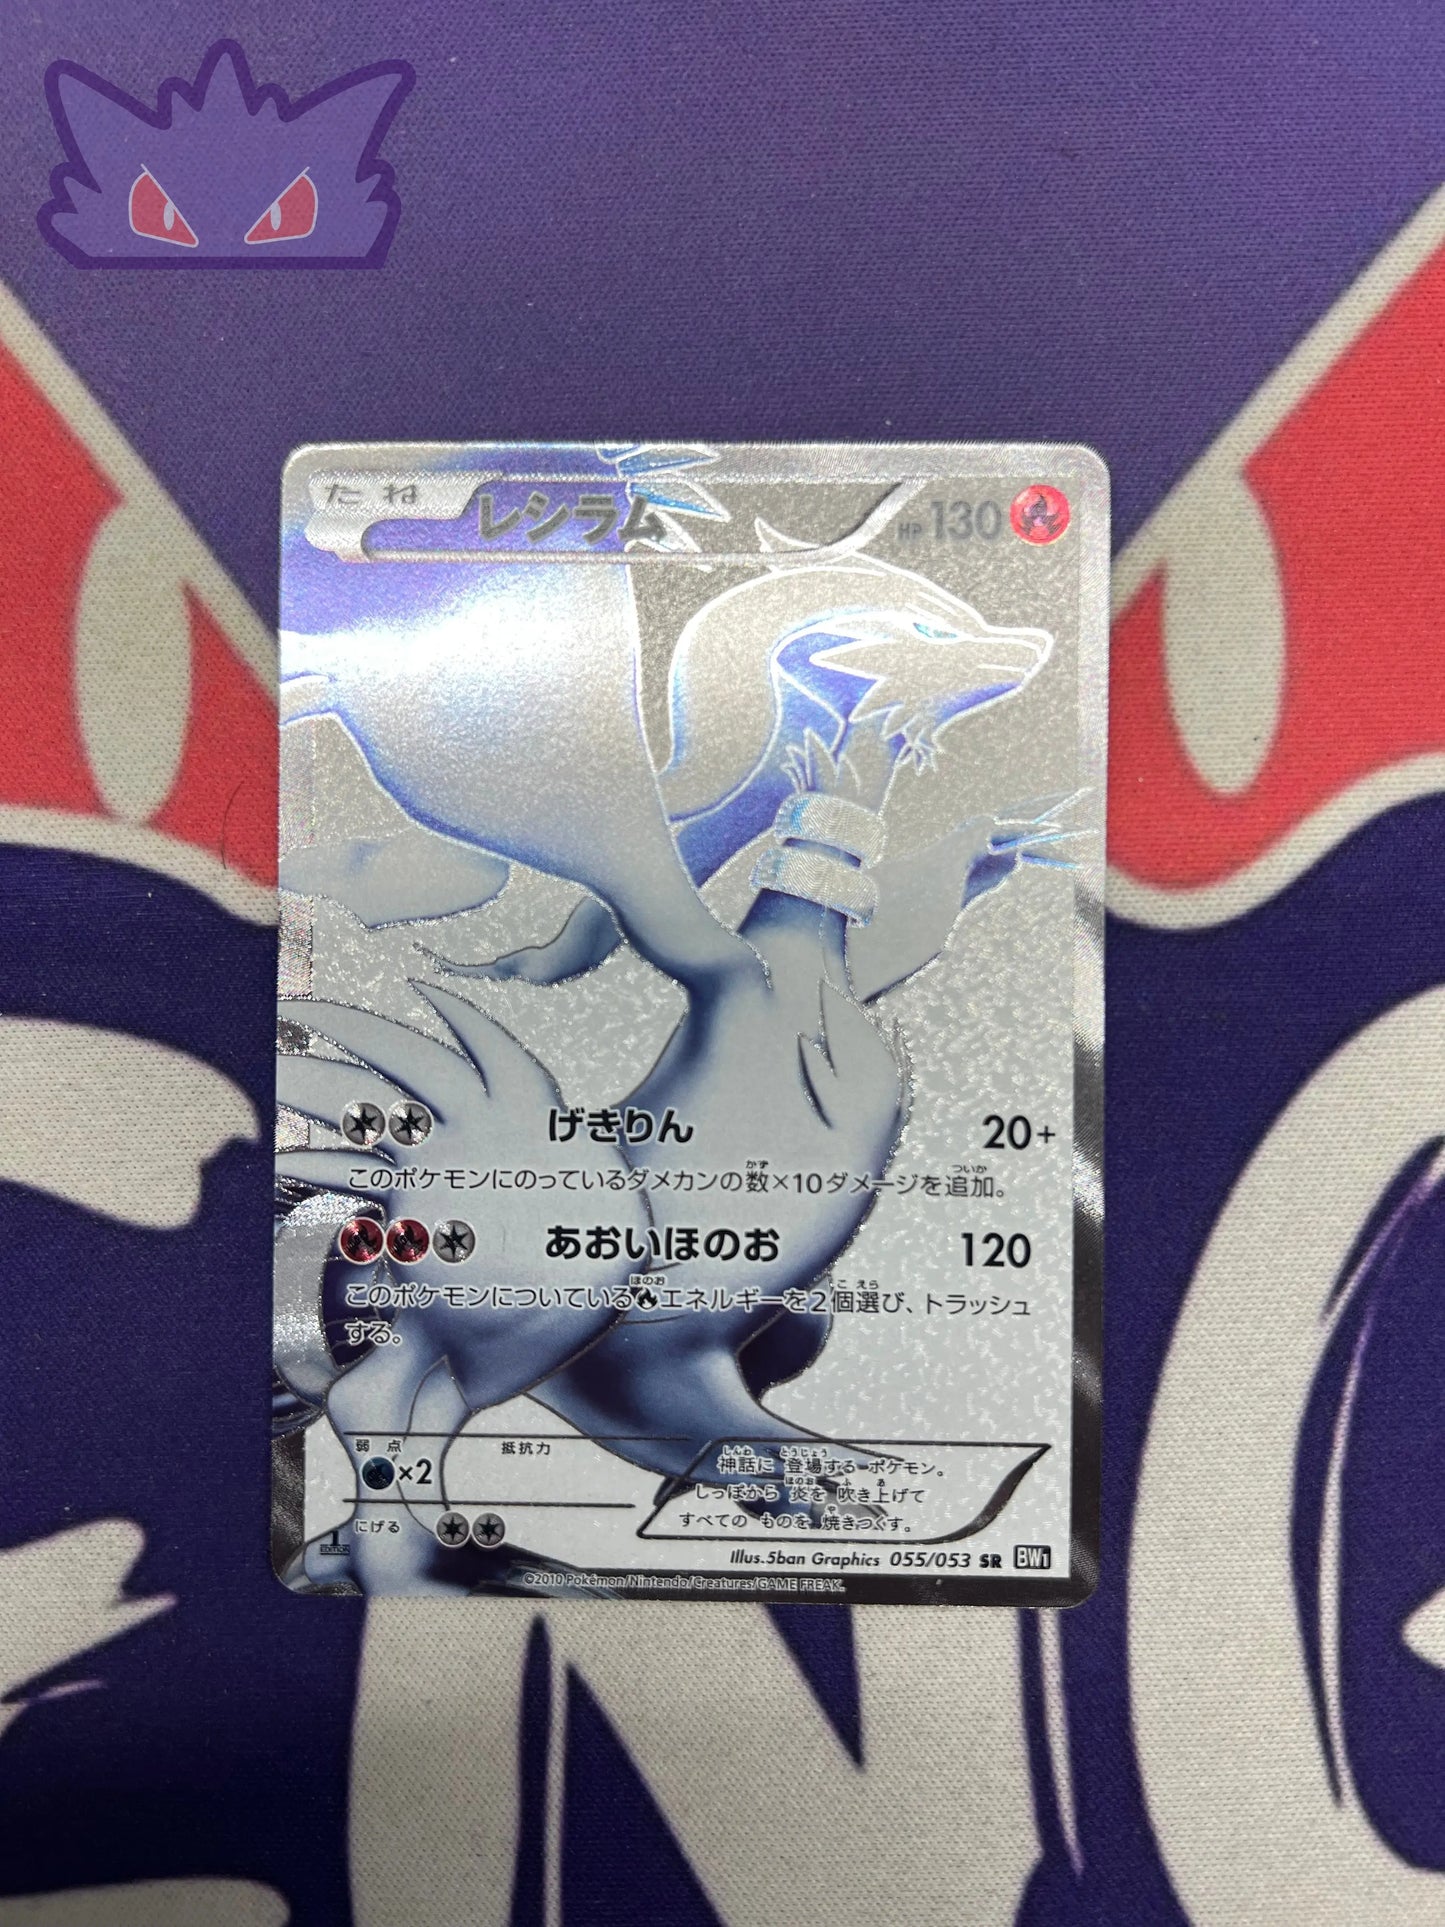 たね レシラム HP 130
げきりん 20+
このポケモンにのっているダメカンの数×10ダメージを追加。
あおいほのお 120
このポケモンについている エネルギーを2個選び、トラッシュ
する。
弱点 抵抗力
×2
にげる
神話に 登場する ポケモン。
しっぽから 炎を 吹き上げて
すべての ものを 焼きつくす。
1 EDITION
Illus.5ban Graphics 055/053 SR BW1
©2010 Pokémon/Nintendo/Creatures/GAME FREAK.